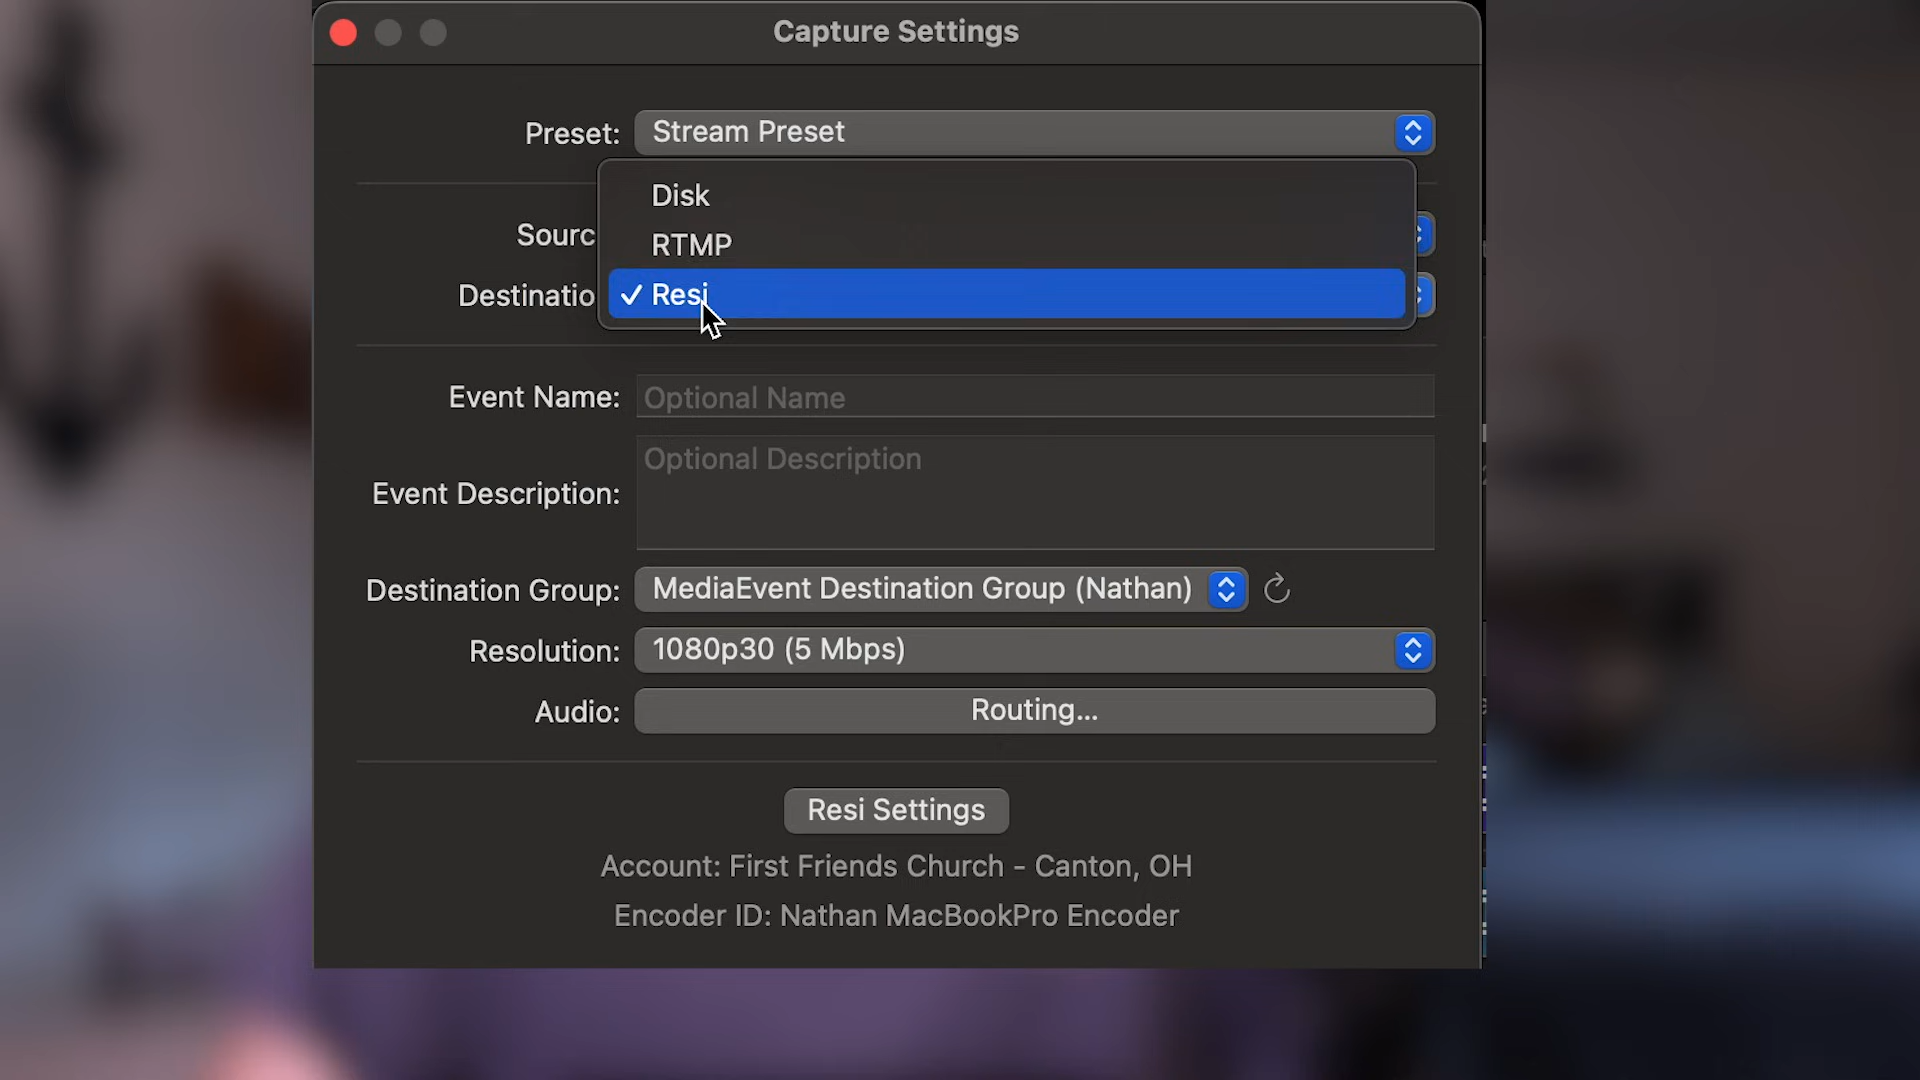 Capture Settings
Preset: Stream Preset
Disk
Sourc
RTMP
Destinatio ✓ Resi
Event Name: Optional Name
Event Description: Optional Description
Destination Group: MediaEvent Destination Group (Nathan)
Resolution: 1080p30 (5 Mbps)
Audio: Routing...
Resi Settings
Account: First Friends Church - Canton, OH
Encoder ID: Nathan MacBookPro Encoder